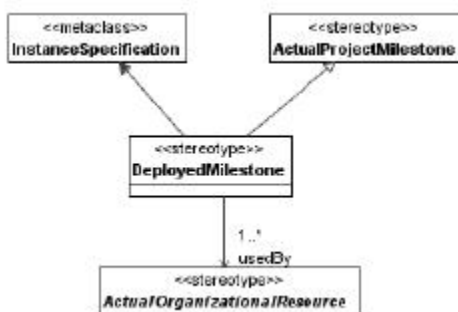 <<metaclass>>
InstanceSpecification
<<stereotype>>
ActualProjectMilestone
<<stereotype>>
DeployedMilestone
1..*
usedBy
<<stereotype>>
ActualOrganizationalResource